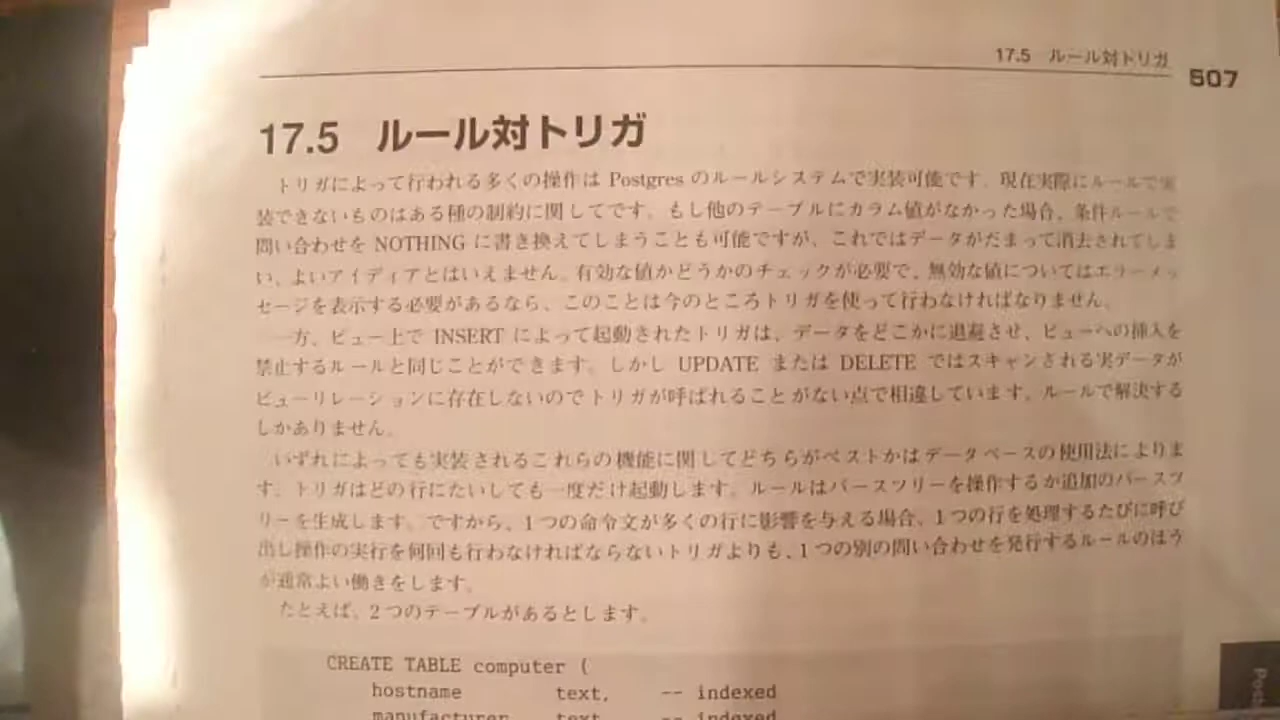 17.5 ルール対トリガ
507
17.5 ルール対トリガ
トリガによって行われる多くの操作は Postgres のルールシステムで実装可能です。現在実際にルールで実
装できないものはある種の制約に関してです。もし他のテーブルにカラム値がなかった場合、条件ルールで
問い合わせを NOTHING に書き換えてしまうことも可能ですが、これではデータがだまって消去されてしま
い、よいアイディアとはいえません。有効な値かどうかのチェックが必要で、無効な値についてはエラーメッ
セージを表示する必要があるなら、このことは今のところトリガを使って行わなければなりません。
一方、ビュー上で INSERT によって起動されたトリガは、データをどこかに退避させ、ビューへの挿入を
禁止するルールと同じことができます。しかし UPDATE または DELETE ではスキャンされる実データが
ビューリレーションに存在しないのでトリガが呼ばれることがない点で相違しています。ルールで解決する
しかありません。
いずれによっても実装されるこれらの機能に関してどちらがベストかはデータベースの使用法によりま
す。トリガはどの行にたいしても一度だけ起動します。ルールはパースツリーを操作するか追加のパースツ
リーを生成します。ですから、1つの命令文が多くの行に影響を与える場合、1つの行を処理するたびに呼び
出し操作の実行を何回も行わなければならないトリガよりも、1つの別の問い合わせを発行するルールのほう
が通常よい働きをします。
たとえば、2つのテーブルがあるとします。
CREATE TABLE computer (
hostname text, -- indexed
manufacturer text -- indexed